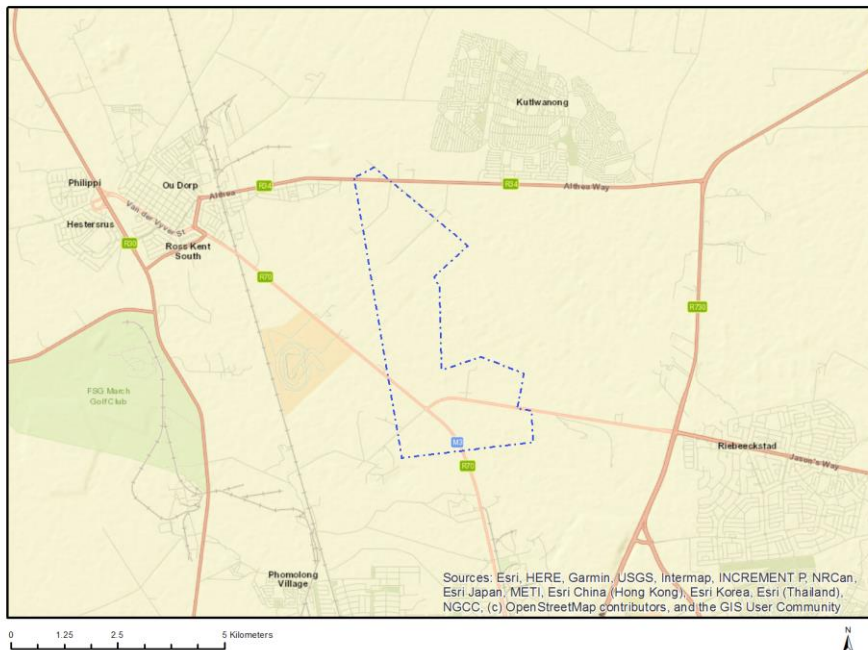 Kutlwanong
Philippi
Ou Dorp
Althea
R34
R34
Althea Way
Van der Vyver St
Hestersrus
R30
Ross Kent
South
R70
R730
FSG March
Golf Club
M3
R70
Riebeeckstad
Jason's Way
Phomolong
Village
Sources: Esri, HERE, Garmin, USGS, Intermap, INCREMENT P, NRCan,
Esri Japan, METI, Esri China (Hong Kong), Esri Korea, Esri (Thailand),
NGCC, (c) OpenStreetMap contributors, and the GIS User Community
0 1.25 2.5 5 Kilometers
N